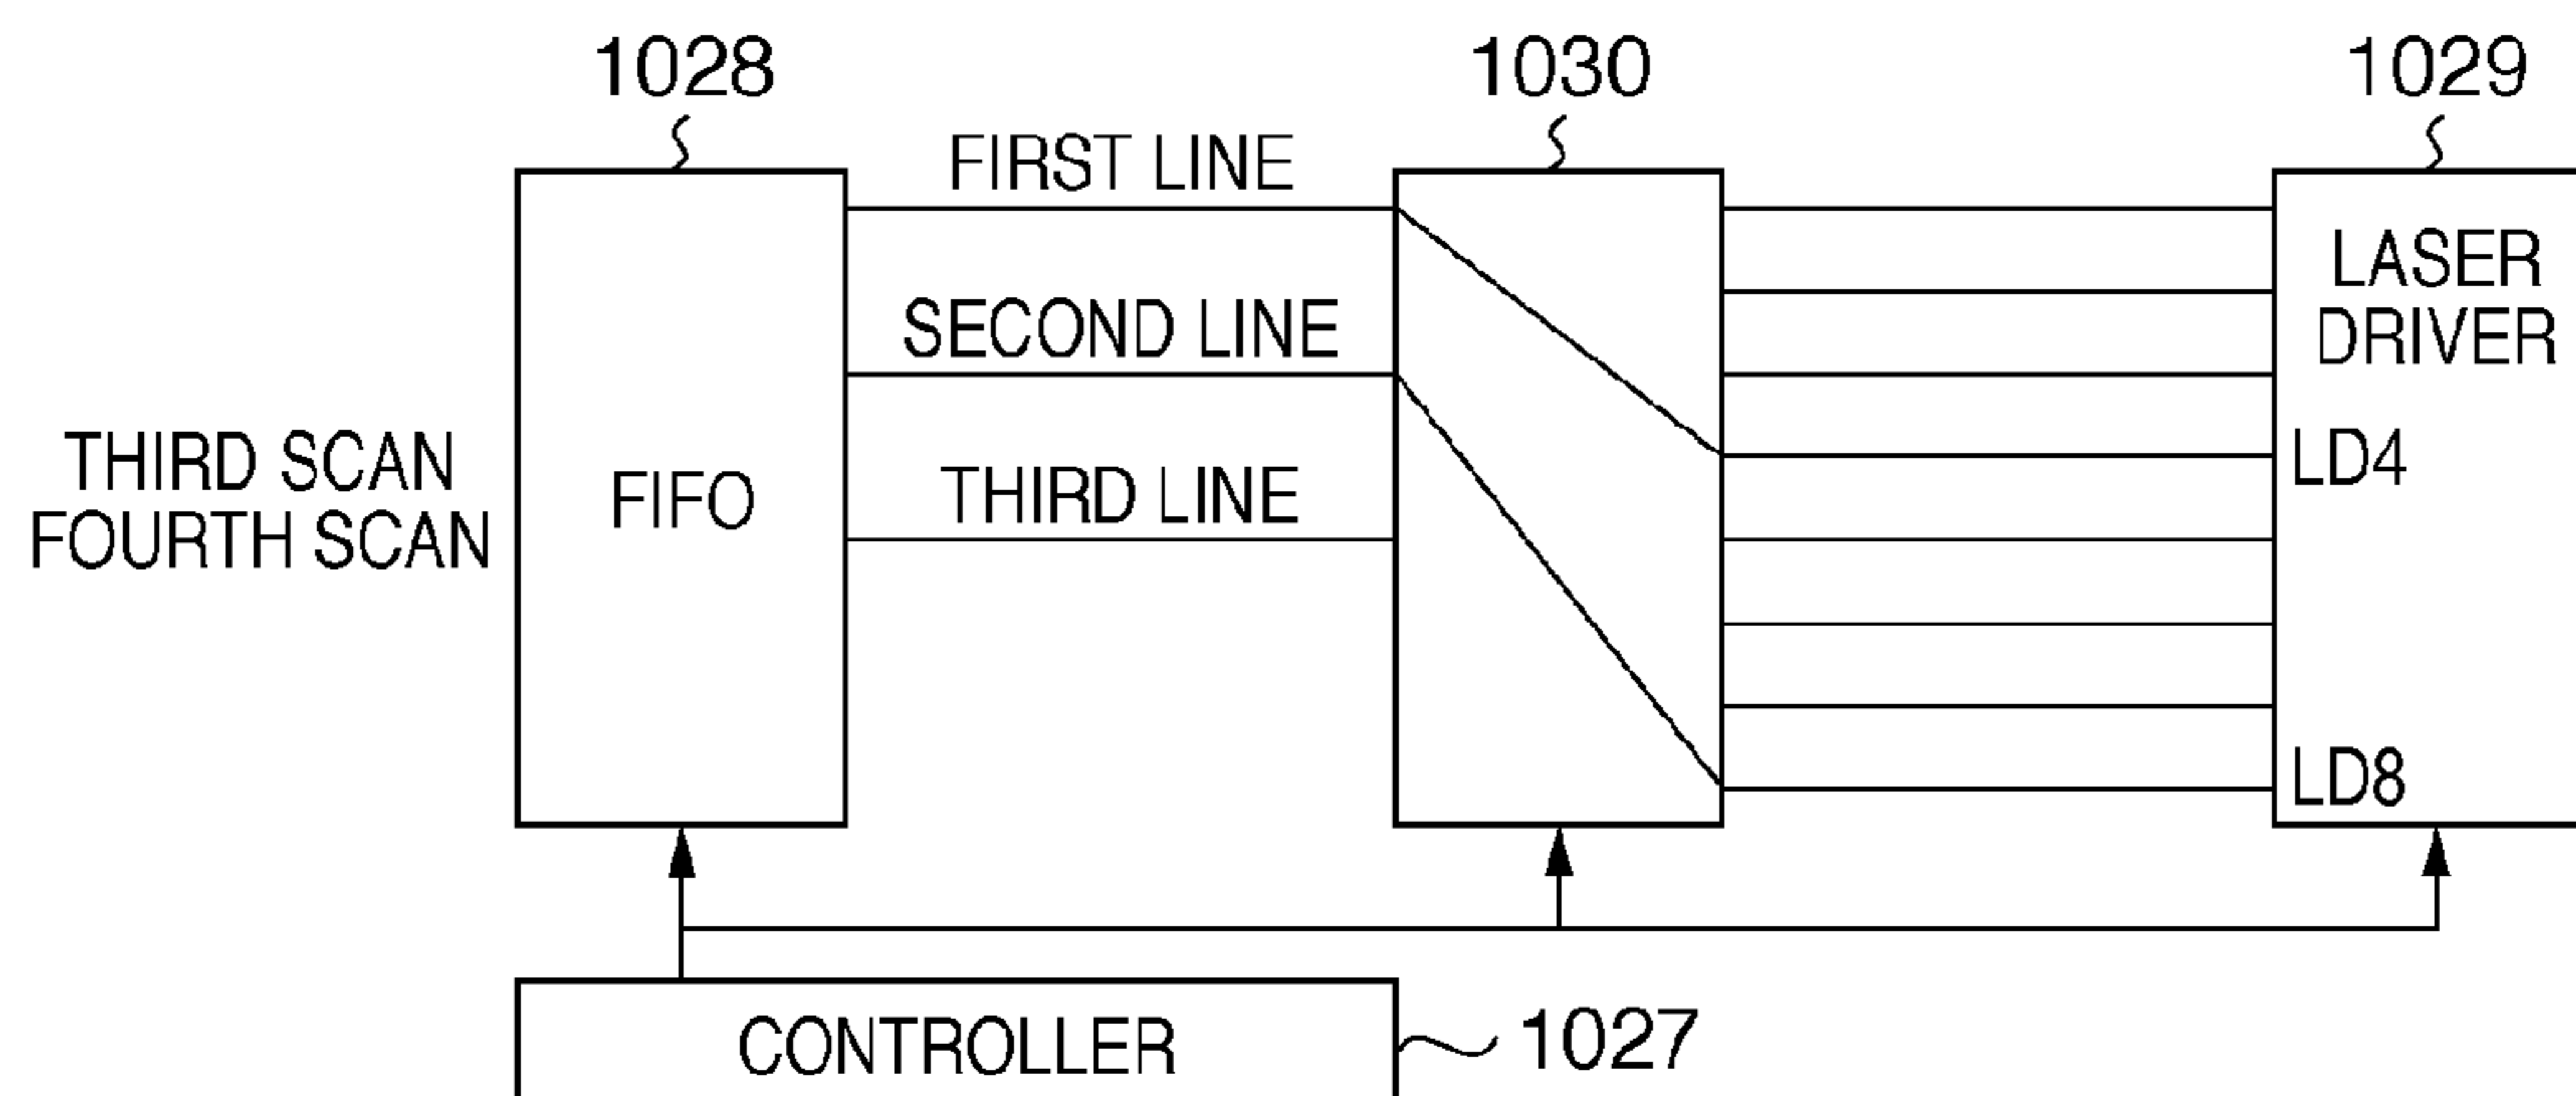 1028
1030
1029
FIRST LINE
SECOND LINE
THIRD LINE
THIRD SCAN
FOURTH SCAN
FIFO
LASER
DRIVER
LD4
LD8
CONTROLLER
1027